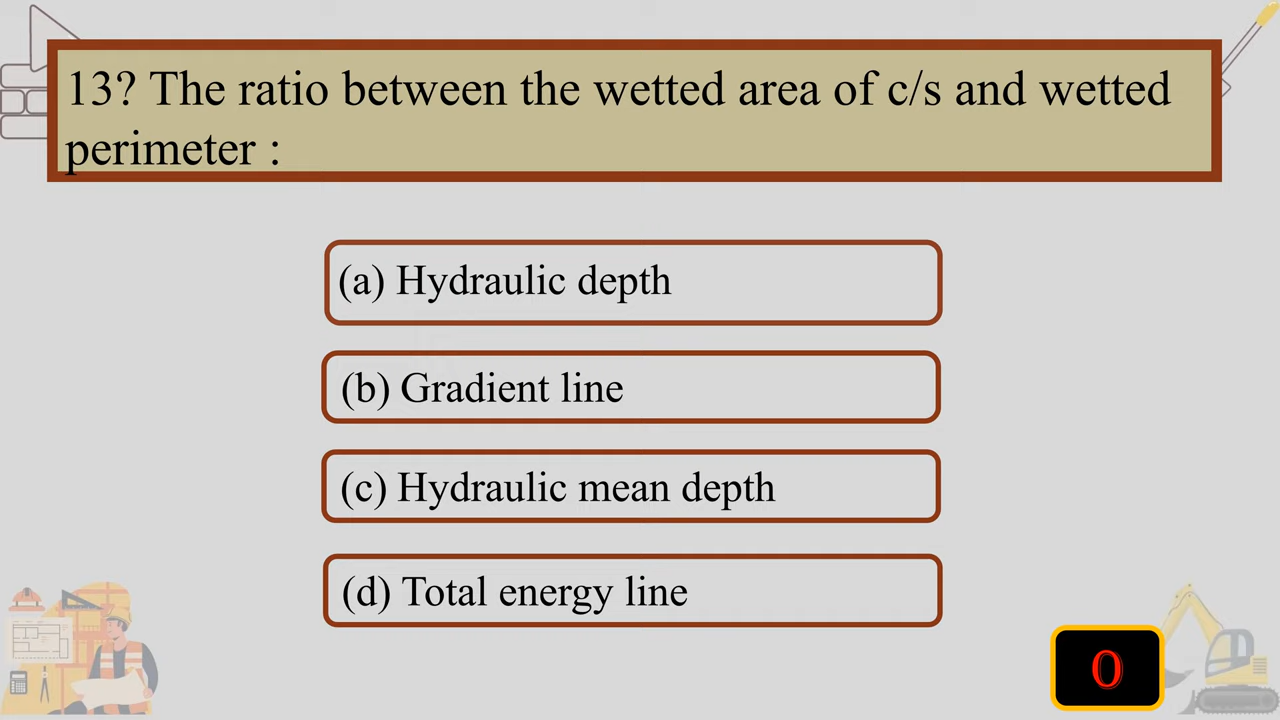 13? The ratio between the wetted area of c/s and wetted
perimeter :
(a) Hydraulic depth
(b) Gradient line
(c) Hydraulic mean depth
(d) Total energy line
0